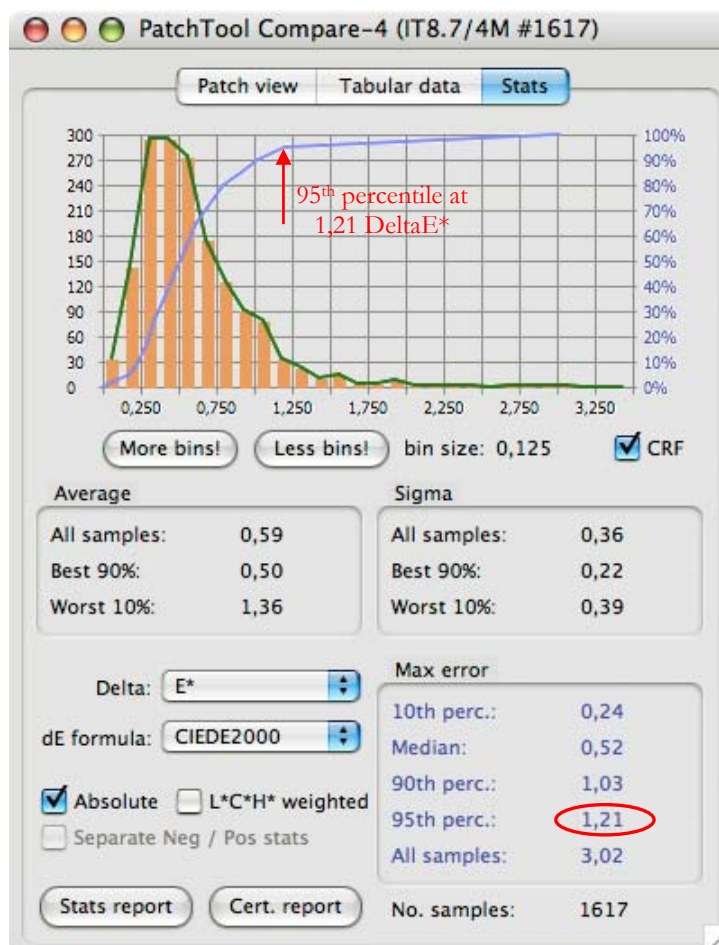 PatchTool Compare-4 (IT8.7/4M #1617)
Patch view Tabular data Stats
300 100%
270 90%
240 80%
95th percentile at
210 70%
1,21 DeltaE*
180 60%
150 50%
120 40%
90 30%
60 20%
30 10%
0 0%
0,250 0,750 1,250 1,750 2,250 2,750 3,250
More bins! Less bins! bin size: 0,125 CRF
Average Sigma
All samples: 0,59 All samples: 0,36
Best 90%: 0,50 Best 90%: 0,22
Worst 10%: 1,36 Worst 10%: 0,39
Delta: E* Max error
10th perc.: 0,24
dE formula: CIEDE2000 Median: 0,52
90th perc.: 1,03
Absolute L*C*H* weighted 95th perc.: 1,21
Separate Neg / Pos stats All samples: 3,02
Stats report Cert. report No. samples: 1617